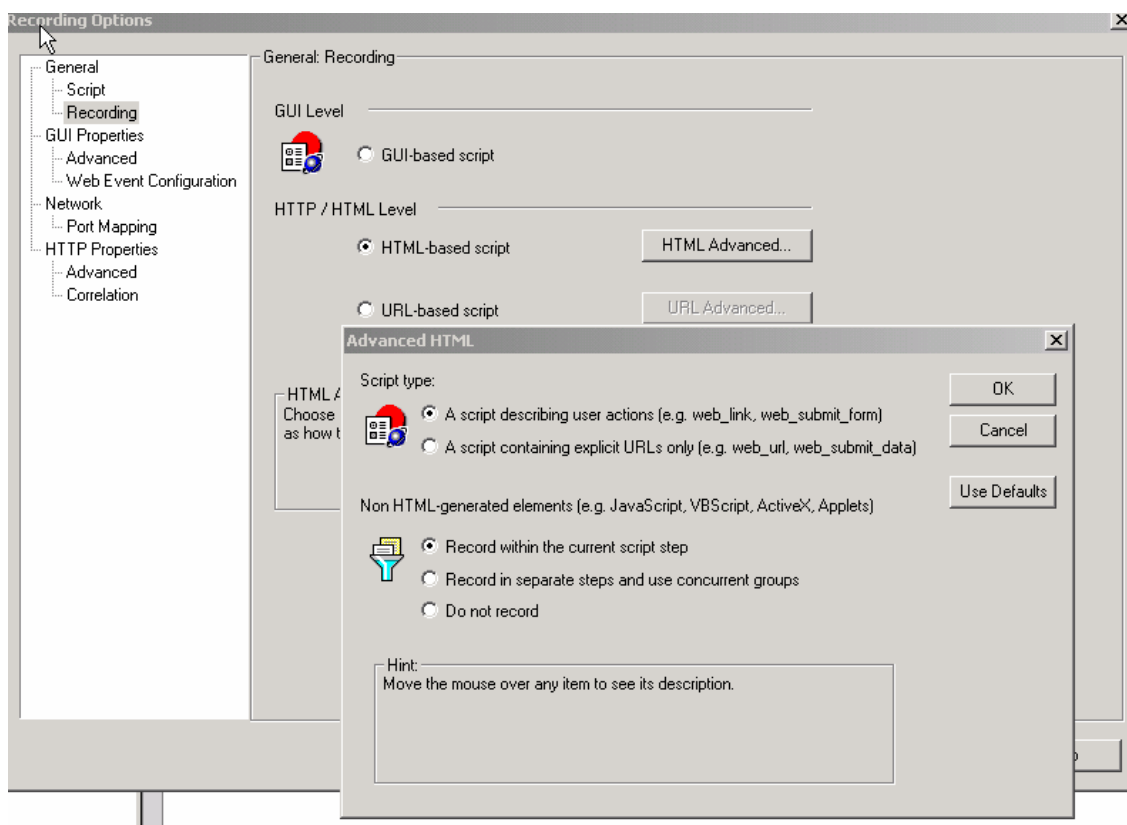 Recording Options
General
Script
Recording
GUI Properties
Advanced
Web Event Configuration
Network
Port Mapping
HTTP Properties
Advanced
Correlation
General: Recording
GUI Level
GUI-based script
HTTP / HTML Level
HTML-based script
HTML Advanced...
URL-based script
URL Advanced...
HTML
Choose
as how
Advanced HTML
Script type:
A script describing user actions (e.g. web_link, web_submit_form)
A script containing explicit URLs only (e.g. web_url, web_submit_data)
OK
Cancel
Use Defaults
Non HTML-generated elements (e.g. JavaScript, VBScript, ActiveX, Applets)
Record within the current script step
Record in separate steps and use concurrent groups
Do not record
Hint:
Move the mouse over any item to see its description.